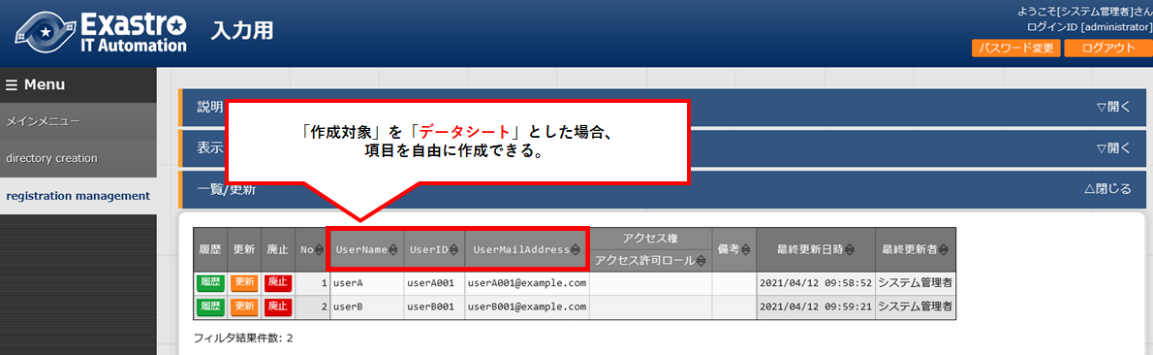 Exastro
IT Automation
入力用
ようこそ[システム管理者]さん
ログインID [administrator]
パスワード変更 ログアウト
Menu
メインメニュー
directory creation
registration management
説明 ▽開く
「作成対象」を「データシート」とした場合、
項目を自由に作成できる。
表示 ▽開く
一覧/更新 △閉じる
履歴 更新 廃止 No UserName UserID UserMailAddress アクセス権 備考 最終更新日時 最終更新者
アクセス許可ロール
履歴 更新 廃止 1 userA userA001 userA001@example.com 2021/04/12 09:58:52 システム管理者
履歴 更新 廃止 2 userB userB001 userB001@example.com 2021/04/12 09:59:21 システム管理者
フィルタ結果件数: 2